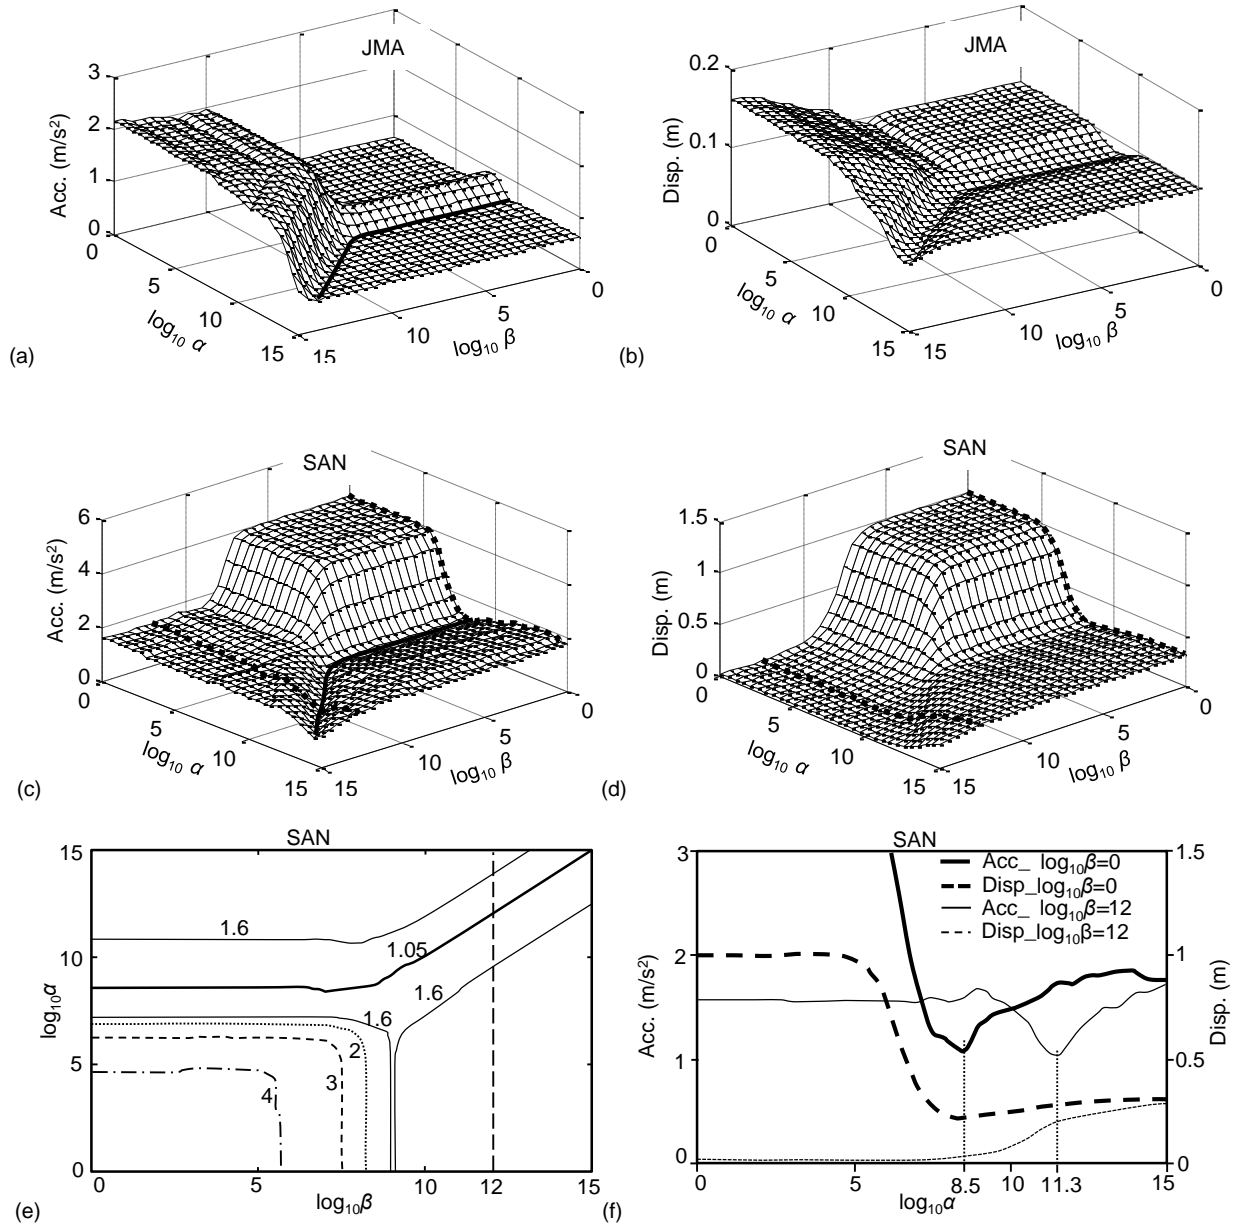 JMA
3
2
1
0
Acc. (m/s²)
0
5
10
15
log₁₀ α
15
10
5
0
log₁₀ β
(a)
JMA
0.2
0.1
0
Disp. (m)
0
5
10
15
log₁₀ α
15
10
5
0
log₁₀ β
(b)
SAN
6
4
2
0
Acc. (m/s²)
0
5
10
15
log₁₀ α
15
10
5
0
log₁₀ β
(c)
SAN
1.5
1
0.5
0
Disp. (m)
0
5
10
15
log₁₀ α
15
10
5
0
log₁₀ β
(d)
SAN
15
10
5
0
log₁₀α
1.6
1.05
1.6
1.6
2
3
4
0
5
10
12
15
log₁₀β
(e)
SAN
3
2
1
0
Acc. (m/s²)
Acc_ log₁₀β=0
Disp_log₁₀β=0
Acc_ log₁₀β=12
Disp_log₁₀β=12
1.5
1
0.5
0
Disp. (m)
0
5
8.5
10
11.3
15
log₁₀α
(f)